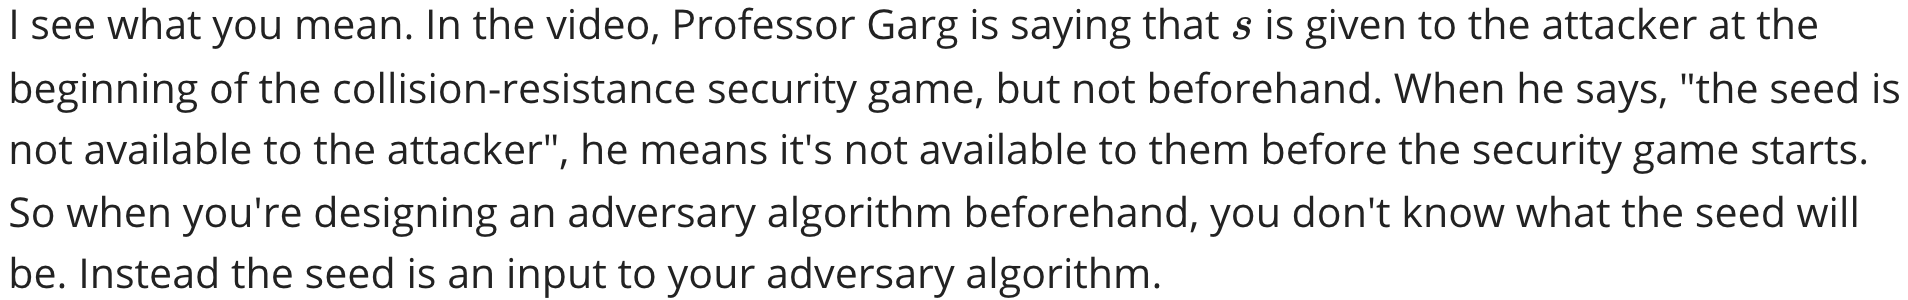 I see what you mean. In the video, Professor Garg is saying that s is given to the attacker at the
beginning of the collision-resistance security game, but not beforehand. When he says, "the seed is
not available to the attacker", he means it's not available to them before the security game starts.
So when you're designing an adversary algorithm beforehand, you don't know what the seed will
be. Instead the seed is an input to your adversary algorithm.